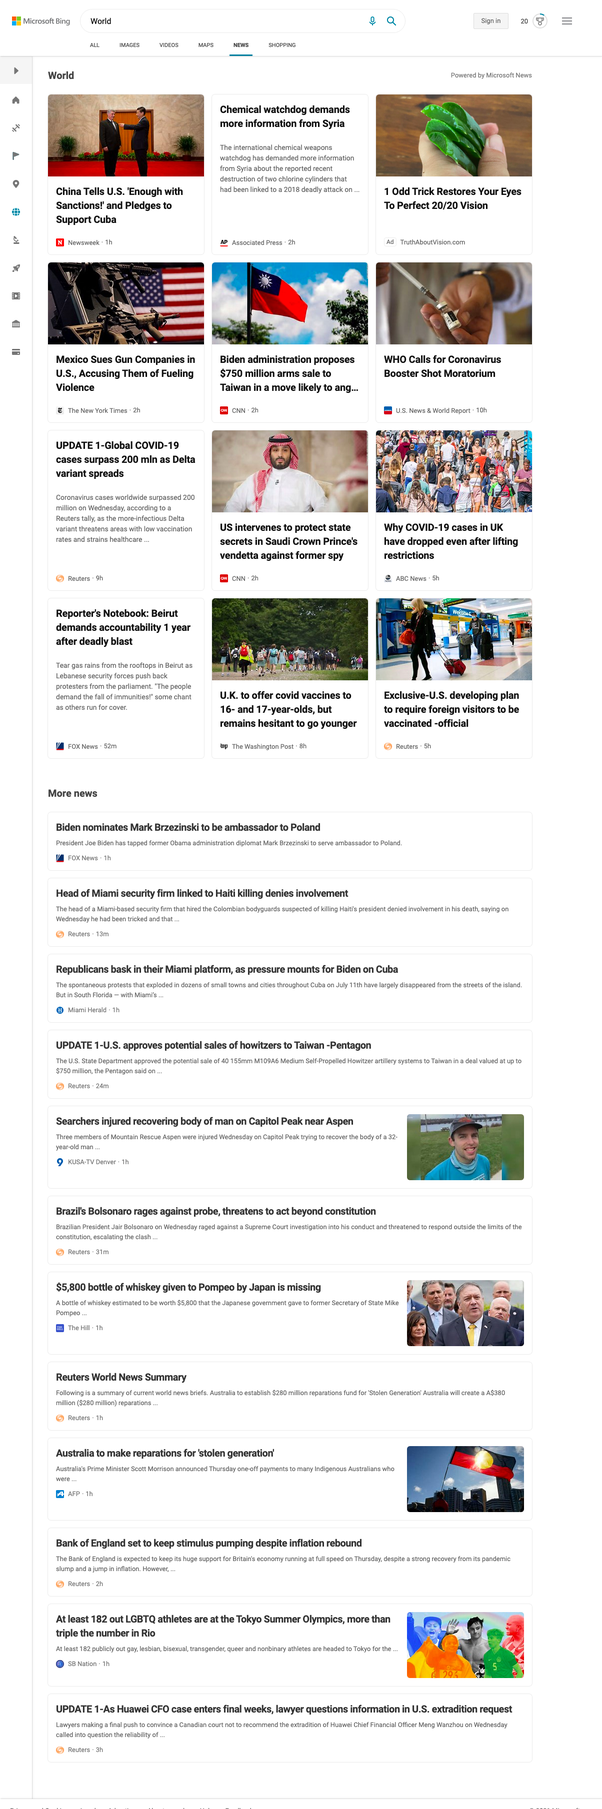 Microsoft Bing
World
Sign in
20
ALL IMAGES VIDEOS MAPS NEWS SHOPPING
World
Powered by Microsoft News
China Tells U.S. 'Enough with
Sanctions!' and Pledges to
Support Cuba
Newsweek · 1h
Chemical watchdog demands
more information from Syria
The international chemical weapons
watchdog has demanded more information
from Syria about the reported recent
destruction of two chlorine cylinders that
had been linked to a 2018 deadly attack on ...
AP Associated Press · 2h
1 Odd Trick Restores Your Eyes
To Perfect 20/20 Vision
Ad TruthAboutVision.com
Mexico Sues Gun Companies in
U.S., Accusing Them of Fueling
Violence
The New York Times · 2h
Biden administration proposes
$750 million arms sale to
Taiwan in a move likely to ang...
CNN · 2h
WHO Calls for Coronavirus
Booster Shot Moratorium
U.S. News & World Report · 10h
UPDATE 1-Global COVID-19
cases surpass 200 mln as Delta
variant spreads
Coronavirus cases worldwide surpassed 200
million on Wednesday, according to a
Reuters tally, as the more-infectious Delta
variant threatens areas with low vaccination
rates and strains healthcare ...
Reuters · 9h
US intervenes to protect state
secrets in Saudi Crown Prince's
vendetta against former spy
CNN · 2h
Why COVID-19 cases in UK
have dropped even after lifting
restrictions
ABC News · 5h
Reporter's Notebook: Beirut
demands accountability 1 year
after deadly blast
Tear gas rains from the rooftops in Beirut as
Lebanese security forces push back
protesters from the parliament. "The people
demand the fall of immunities!" some chant
as others run for cover.
FOX News · 52m
U.K. to offer covid vaccines to
16- and 17-year-olds, but
remains hesitant to go younger
The Washington Post · 8h
Exclusive-U.S. developing plan
to require foreign visitors to be
vaccinated -official
Reuters · 5h
More news
Biden nominates Mark Brzezinski to be ambassador to Poland
President Joe Biden has tapped former Obama administration diplomat Mark Brzezinski to serve ambassador to Poland.
FOX News · 1h
Head of Miami security firm linked to Haiti killing denies involvement
The head of a Miami-based security firm that hired the Colombian bodyguards suspected of killing Haiti's president denied involvement in his death, saying on
Wednesday he had been tricked and that ...
Reuters · 13m
Republicans bask in their Miami platform, as pressure mounts for Biden on Cuba
The spontaneous protests that exploded in dozens of small towns and cities throughout Cuba on July 11th have largely disappeared from the streets of the island.
But in South Florida — with Miami's ...
Miami Herald · 1h
UPDATE 1-U.S. approves potential sales of howitzers to Taiwan -Pentagon
The U.S. State Department approved the potential sale of 40 155mm M109A6 Medium Self-Propelled Howitzer artillery systems to Taiwan in a deal valued at up to
$750 million, the Pentagon said on ...
Reuters · 24m
Searchers injured recovering body of man on Capitol Peak near Aspen
Three members of Mountain Rescue Aspen were injured Wednesday on Capitol Peak trying to recover the body of a 32-
year-old man ...
KUSA-TV Denver · 1h
Brazil's Bolsonaro rages against probe, threatens to act beyond constitution
Brazilian President Jair Bolsonaro on Wednesday raged against a Supreme Court investigation into his conduct and threatened to respond outside the limits of the
constitution, escalating the clash ...
Reuters · 31m
$5,800 bottle of whiskey given to Pompeo by Japan is missing
A bottle of whiskey estimated to be worth $5,800 that the Japanese government gave to former Secretary of State Mike
Pompeo ...
The Hill · 1h
Reuters World News Summary
Following is a summary of current world news briefs. Australia to establish $280 million reparations fund for 'Stolen Generation' Australia will create a A$380
million ($280 million) reparations ...
Reuters · 1h
Australia to make reparations for 'stolen generation'
Australia's Prime Minister Scott Morrison announced Thursday one-off payments to many Indigenous Australians who
were ...
AFP · 1h
Bank of England set to keep stimulus pumping despite inflation rebound
The Bank of England is expected to keep its huge support for Britain's economy running at full speed on Thursday, despite a strong recovery from its pandemic
slump and a jump in inflation. However, ...
Reuters · 2h
At least 182 out LGBTQ athletes are at the Tokyo Summer Olympics, more than
triple the number in Rio
At least 182 publicly out gay, lesbian, bisexual, transgender, queer and nonbinary athletes are headed to Tokyo for the ...
SB Nation · 1h
UPDATE 1-As Huawei CFO case enters final weeks, lawyer questions information in U.S. extradition request
Lawyers making a final push to convince a Canadian court not to recommend the extradition of Huawei Chief Financial Officer Meng Wanzhou on Wednesday
called into question the reliability of ...
Reuters · 3h